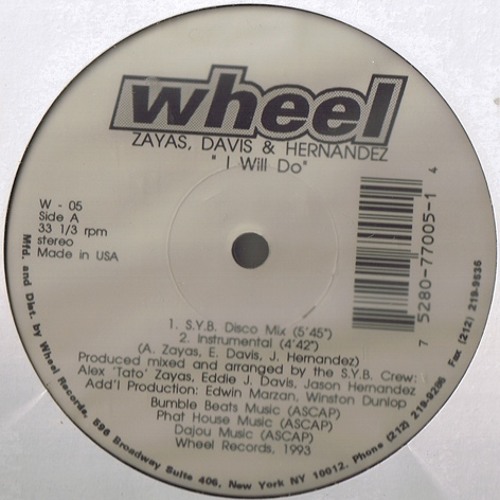 wheel
ZAYAS, DAVIS & HERNANDEZ
" I Will Do"
W - 05
Side A
33 1/3 rpm
stereo
Made in USA
7 5280-77005-1 4
1. S.Y.B. Disco Mix (5'45")
2. Instrumental (4'42")
(A. Zayas, E. Davis, J. Hernandez)
Produced mixed and arranged by the S.Y.B. Crew:
Alex 'Tato' Zayas, Eddie J. Davis, Jason Hernandez
Add'l Production: Edwin Marzan, Winston Dunlop
Bumble Beats Music (ASCAP)
Phat House Music (ASCAP)
Dajou Music (ASCAP)
Wheel Records, 1993
Mfd. and Dist. by Wheel Records, 598 Broadway Suite 406, New York NY 10012. Phone (212) 219-9296 Fax (212) 219-9636